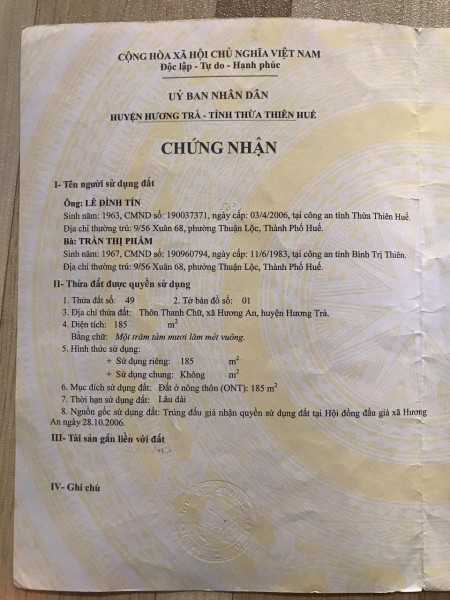 CỘNG HÒA XÃ HỘI CHỦ NGHĨA VIỆT NAM
Độc lập - Tự do - Hạnh phúc
UỶ BAN NHÂN DÂN
HUYỆN HƯƠNG TRÀ - TỈNH THỪA THIÊN HUẾ
CHỨNG NHẬN
I- Tên người sử dụng đất
Ông: LÊ ĐÌNH TÍN
Sinh năm: 1963, CMND số: 190037371, ngày cấp: 03/4/2006, tại công an tỉnh Thừa Thiên Huế.
Địa chỉ thường trú: 9/56 Xuân 68, phường Thuận Lộc, Thành Phố Huế.
Bà: TRẦN THỊ PHÁM
Sinh năm: 1967, CMND số: 190960794, ngày cấp: 11/6/1983, tại công an tỉnh Bình Trị Thiên.
Địa chỉ thường trú: 9/56 Xuân 68, phường Thuận Lộc, Thành Phố Huế.
II- Thửa đất được quyền sử dụng
1. Thửa đất số: 49 2. Tờ bản đồ số: 01
3. Địa chỉ thửa đất: Thôn Thanh Chữ, xã Hương An, huyện Hương Trà.
4. Diện tích: 185 m²
Bằng chữ: Một trăm tám mươi lăm mét vuông.
5. Hình thức sử dụng:
+ Sử dụng riêng: 185 m²
+ Sử dụng chung: Không m²
6. Mục đích sử dụng đất: Đất ở nông thôn (ONT): 185 m²
7. Thời hạn sử dụng đất: Lâu dài
8. Nguồn gốc sử dụng đất: Trúng đấu giá nhận quyền sử dụng đất tại Hội đồng đấu giá xã Hương
An ngày 28.10.2006.
III- Tài sản gắn liền với đất
IV- Ghi chú